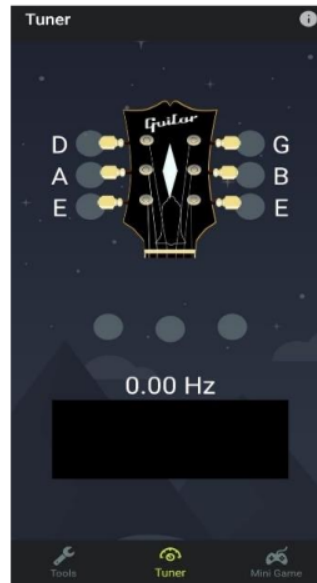 Tuner
i
Guitar
D G
A B
E E
0.00 Hz
Tools Tuner Mini Game